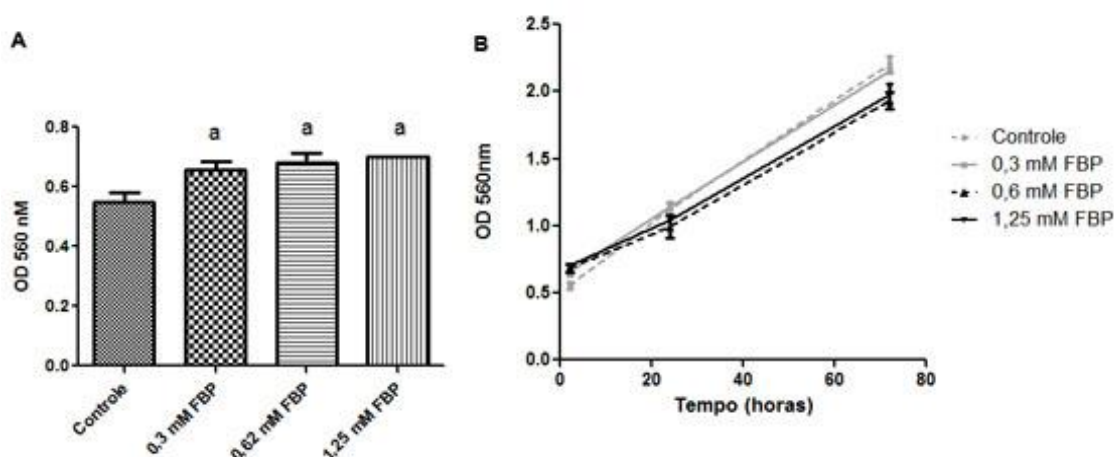 A
OD 560 nM
0.8
0.6
0.4
0.2
0.0
a
a
a
Controle
0,3 mM FBP
0,62 mM FBP
1,25 mM FBP
B
OD 560nm
2.5
2.0
1.5
1.0
0.5
0.0
0
20
40
60
80
Tempo (horas)
Controle
0,3 mM FBP
0,6 mM FBP
1,25 mM FBP